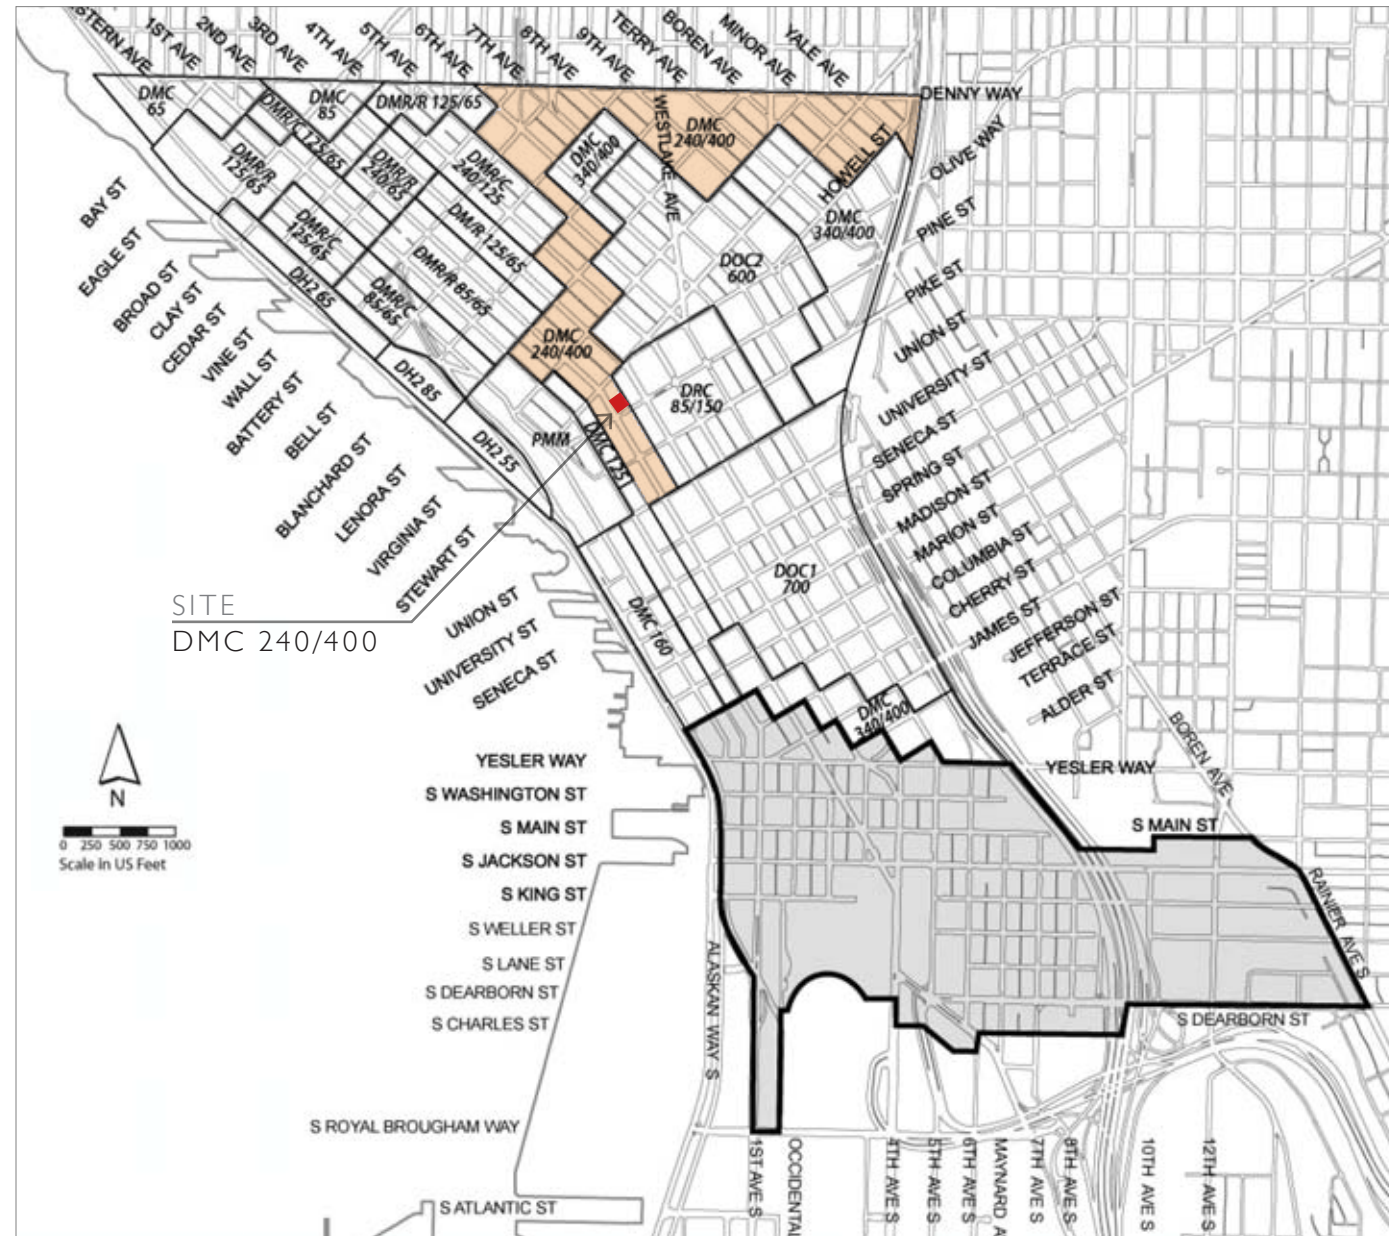 STERN AVE
1ST AVE
2ND AVE
3RD AVE
4TH AVE
5TH AVE
6TH AVE
7TH AVE
8TH AVE
9TH AVE
TERRY AVE
BOREN AVE
MINOR AVE
YALE AVE
DENNY WAY
DMC
65
DMR/C 125/65
DMC
85
DMR/R 125/65
WESTLAKE AVE
DMC
240/400
HOWELL ST
OLIVE WAY
DMR/R
125/65
DMR/R
240/65
DMR/C
240/125
DMC
340/400
DMC
340/400
PINE ST
PIKE ST
UNION ST
UNIVERSITY ST
SENECA ST
SPRING ST
MADISON ST
MARION ST
COLUMBIA ST
CHERRY ST
JAMES ST
JEFFERSON ST
TERRACE ST
ALDER ST
BAY ST
EAGLE ST
BROAD ST
CLAY ST
CEDAR ST
VINE ST
WALL ST
BATTERY ST
BELL ST
BLANCHARD ST
LENORA ST
VIRGINIA ST
STEWART ST
UNION ST
UNIVERSITY ST
SENECA ST
DMR/C
125/65
DM/R 125/65
DMR/R 85/65
DMR/C
85/65
DH2 65
DH2 85
DH2 55
DOC2
600
DMC
240/400
DRC
85/150
PMM
DMC 125
DOC1
700
DMC 160
DMC
340/400
SITE
DMC 240/400
N
0 250 500 750 1000
Scale in US Feet
YESLER WAY
S WASHINGTON ST
S MAIN ST
S JACKSON ST
S KING ST
S WELLER ST
S LANE ST
S DEARBORN ST
S CHARLES ST
S ROYAL BROUGHAM WAY
S ATLANTIC ST
BOREN AVE
YESLER WAY
S MAIN ST
RAINIER AVE S
S DEARBORN ST
ALASKAN WAY S
1ST AVE S
OCCIDENTAL
4TH AVE S
5TH AVE S
6TH AVE S
MAYNARD A
7TH AVE S
8TH AVE S
10TH AVE S
12TH AVE S